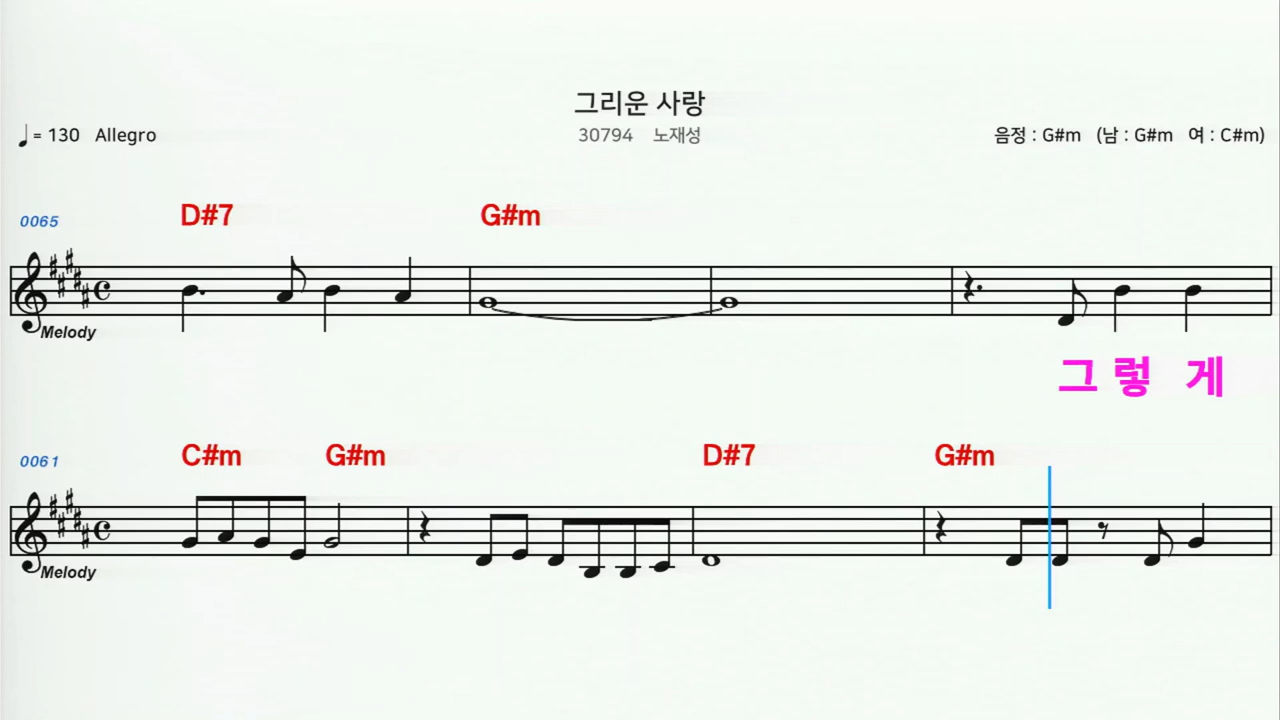 그리운 사랑
♩ = 130 Allegro
30794 노재성
음정 : G#m (남 : G#m 여 : C#m)
0065
D#7 G#m
Melody
그 렇 게
0061
C#m G#m D#7 G#m
Melody